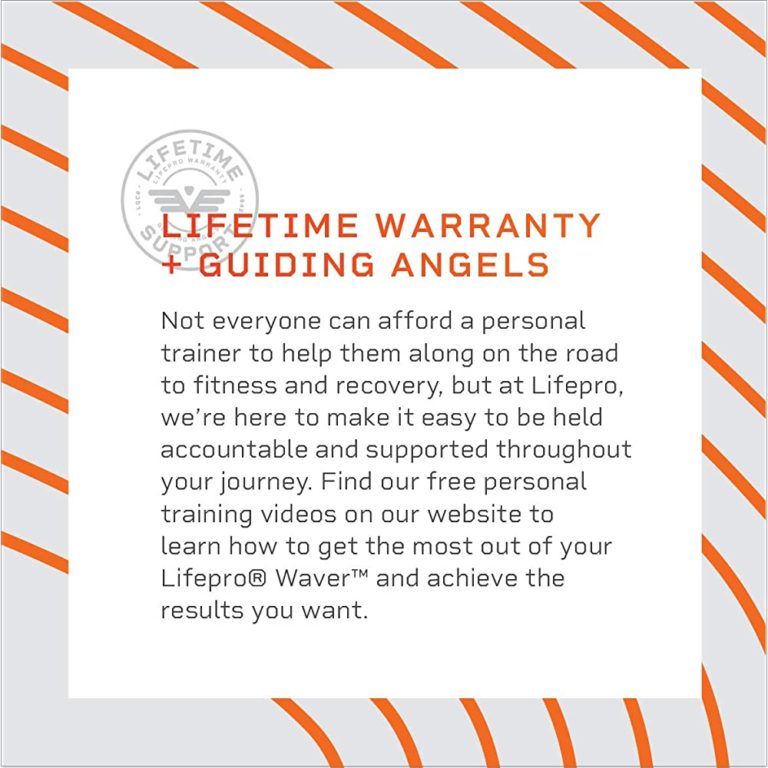 LIFETIME
LIFEPRO WARRANTY
SUPPORT
LIFETIME WARRANTY
+ GUIDING ANGELS
Not everyone can afford a personal
trainer to help them along on the road
to fitness and recovery, but at Lifepro,
we’re here to make it easy to be held
accountable and supported throughout
your journey. Find our free personal
training videos on our website to
learn how to get the most out of your
Lifepro® Waver™ and achieve the
results you want.